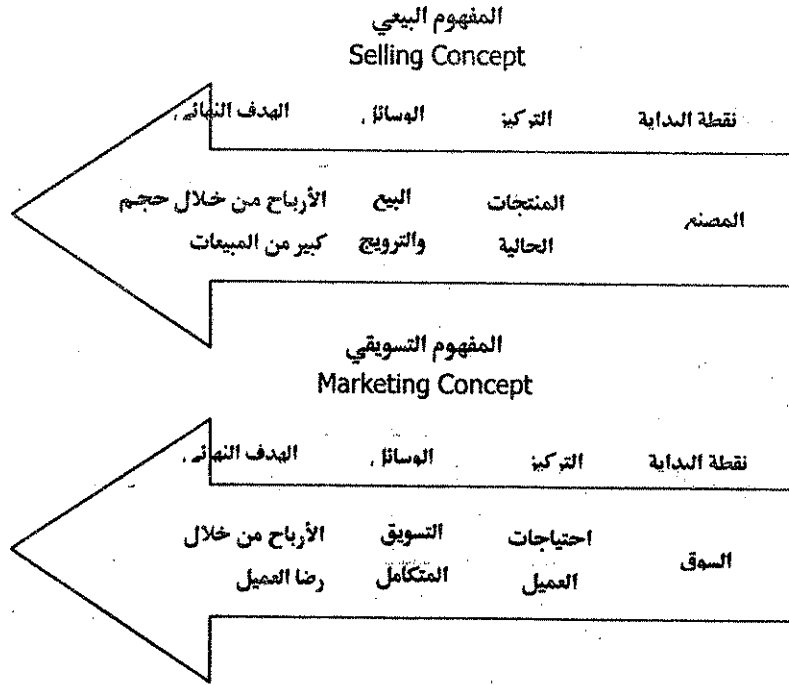 المفهوم البيعي
Selling Concept
نقطة البداية التركيز الوسائل الهدف النهائي
المصنع المنتجات الحالية البيع والترويج الأرباح من خلال حجم كبير من المبيعات
المفهوم التسويقي
Marketing Concept
نقطة البداية التركيز الوسائل الهدف النهائي
السوق احتياجات العميل التسويق المتكامل الأرباح من خلال رضا العميل